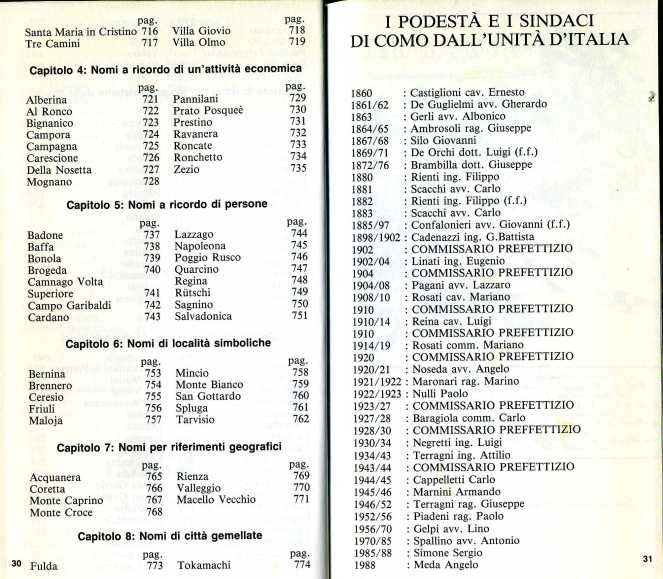 pag. pag.
Santa Maria in Cristino 716 Villa Giovio 718
Tre Camini 717 Villa Olmo 719
Capitolo 4: Nomi a ricordo di un'attività economica
pag. pag.
Alberina 721 Pannilani 729
Al Ronco 722 Prato Posqueè 730
Bignanico 723 Prestino 731
Campora 724 Ravanera 732
Campagna 725 Roncate 733
Carescione 726 Ronchetto 734
Della Nosetta 727 Zezio 735
Mognano 728
Capitolo 5: Nomi a ricordo di persone
pag. pag.
Badone 737 Lazzago 744
Baffa 738 Napoleona 745
Bonola 739 Poggio Rusco 746
Brogeda 740 Quarcino 747
Camnago Volta Regina 748
Superiore 741 Rütschi 749
Campo Garibaldi 742 Sagnino 750
Cardano 743 Salvadonica 751
Capitolo 6: Nomi di località simboliche
pag. pag.
Bernina 753 Mincio 758
Brennero 754 Monte Bianco 759
Ceresio 755 San Gottardo 760
Friuli 756 Spluga 761
Maloja 757 Tarvisio 762
Capitolo 7: Nomi per riferimenti geografici
pag. pag.
Acquanera 765 Rienza 769
Coretta 766 Valleggio 770
Monte Caprino 767 Macello Vecchio 771
Monte Croce 768
Capitolo 8: Nomi di città gemellate
pag. pag.
Fulda 773 Tokamachi 774
30
I PODESTÀ E I SINDACI
DI COMO DALL'UNITÀ D'ITALIA
1860 : Castiglioni cav. Ernesto
1861/62 : De Guglielmi avv. Gherardo
1863 : Gerli avv. Albonico
1864/65 : Ambrosoli rag. Giuseppe
1867/68 : Silo Giovanni
1869/71 : De Orchi dott. Luigi (f.f.)
1872/76 : Brambilla dott. Giuseppe
1880 : Rienti ing. Filippo
1881 : Scacchi avv. Carlo
1882 : Rienti ing. Filippo (f.f.)
1883 : Scacchi avv. Carlo
1885/97 : Confalonieri avv. Giovanni (f.f.)
1898/1902 : Cadenazzi ing. G.Battista
1902 : COMMISSARIO PREFETTIZIO
1902/04 : Linati ing. Eugenio
1904 : COMMISSARIO PREFETTIZIO
1904/08 : Pagani avv. Lazzaro
1908/10 : Rosati cav. Mariano
1910 : COMMISSARIO PREFETTIZIO
1910/14 : Reina cav. Luigi
1910 : COMMISSARIO PREFETTIZIO
1914/19 : Rosati comm. Mariano
1920 : COMMISSARIO PREFETTIZIO
1920/21 : Noseda avv. Angelo
1921/1922 : Maronari rag. Marino
1922/1923 : Nulli Paolo
1923/27 : COMMISSARIO PREFETTIZIO
1927/28 : Baragiola comm. Carlo
1928/30 : COMMISSARIO PREFFETTIZIO
1930/34 : Negretti ing. Luigi
1934/43 : Terragni ing. Attilio
1943/44 : COMMISSARIO PREFETTIZIO
1944/45 : Cappelletti Carlo
1945/46 : Marnini Armando
1946/52 : Terragni rag. Giuseppe
1952/56 : Piadeni rag. Paolo
1956/70 : Gelpi avv. Lino
1970/85 : Spallino avv. Antonio
1985/88 : Simone Sergio
1988 : Meda Angelo
31